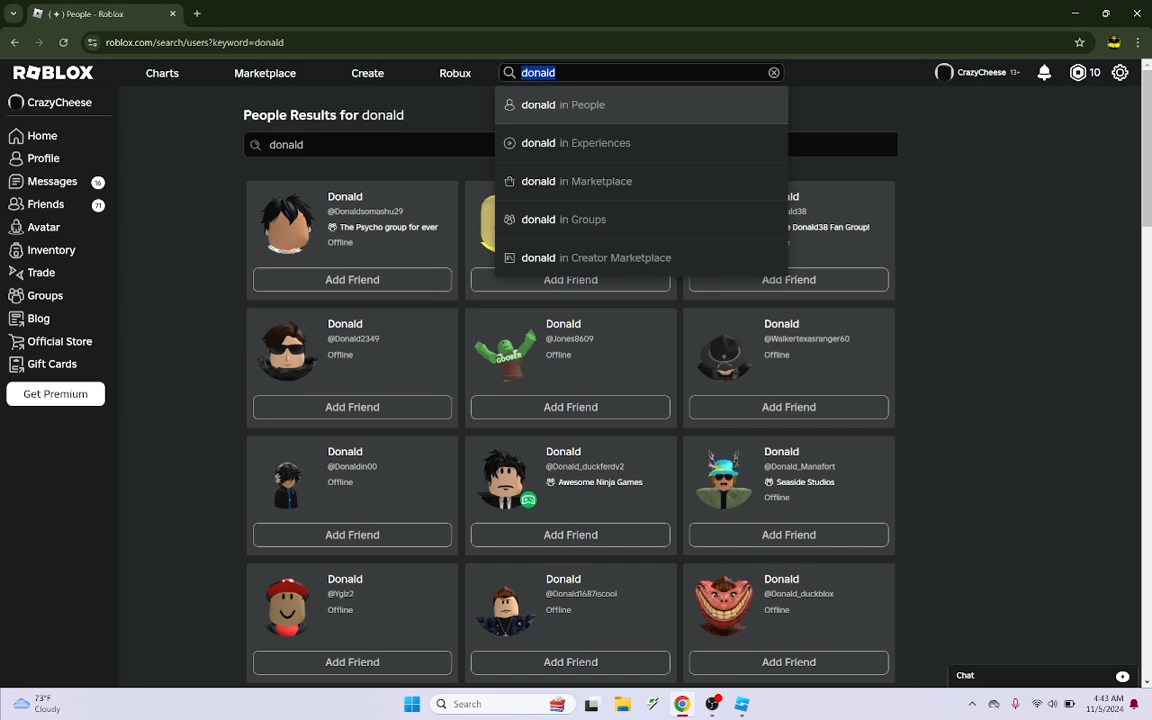 ( ✦ ) People - Roblox
roblox.com/search/users?keyword=donald
ROBLOX
Charts
Marketplace
Create
Robux
donald
CrazyCheese 13+
10
CrazyCheese
Home
Profile
Messages 16
Friends 71
Avatar
Inventory
Trade
Groups
Blog
Official Store
Gift Cards
Get Premium
donald in People
donald in Experiences
donald in Marketplace
donald in Groups
donald in Creator Marketplace
People Results for donald
donald
Donald
@Donaldsomashu29
The Psycho group for ever
Offline
Add Friend
Add Friend
Donald38 Fan Group!
Add Friend
Donald
@Donald2349
Offline
Add Friend
Donald
@Jones8609
Offline
GOOBER
Add Friend
Donald
@Walkertexasranger60
Offline
Add Friend
Donald
@Donaldin00
Offline
Add Friend
Donald
@Donald_duckferdv2
Awesome Ninja Games
Add Friend
Donald
@Donald_Manafort
Seaside Studios
Offline
Add Friend
Donald
@Yglz2
Offline
Add Friend
Donald
@Donald1687iscool
Offline
Add Friend
Donald
@Donald_duckblox
Offline
Add Friend
Chat
73°F
Cloudy
Search
4:43 AM
11/5/2024